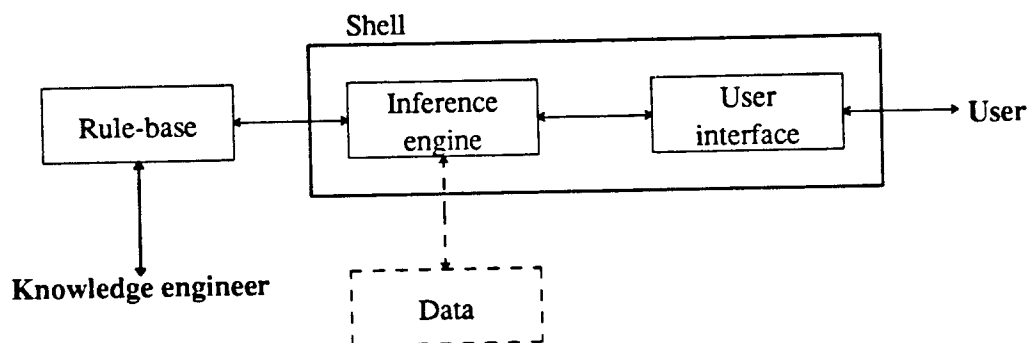 Shell
Rule-base
Inference
engine
User
interface
User
Knowledge engineer
Data